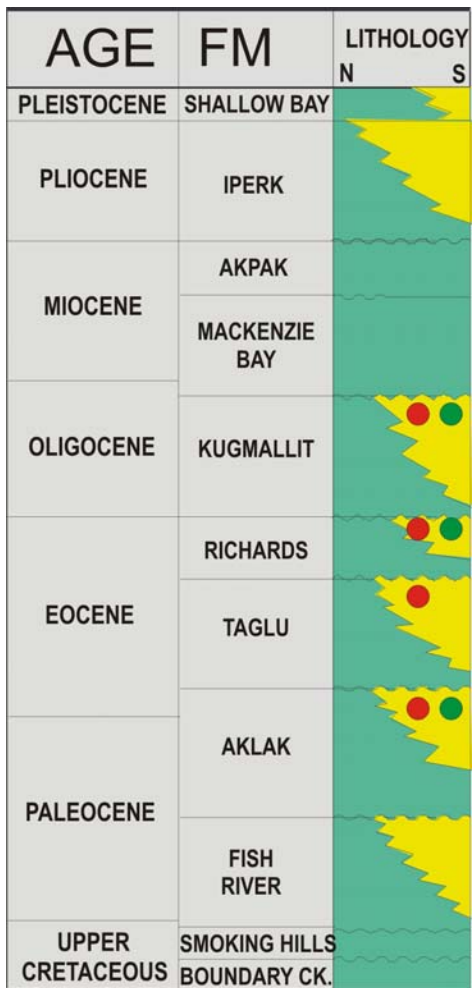 AGE FM LITHOLOGY
N S
PLEISTOCENE SHALLOW BAY
PLIOCENE IPERK
AKPAK
MIOCENE
MACKENZIE
BAY
OLIGOCENE KUGMALLIT
RICHARDS
EOCENE
TAGLU
AKLAK
PALEOCENE
FISH
RIVER
UPPER
CRETACEOUS
SMOKING HILLS
BOUNDARY CK.